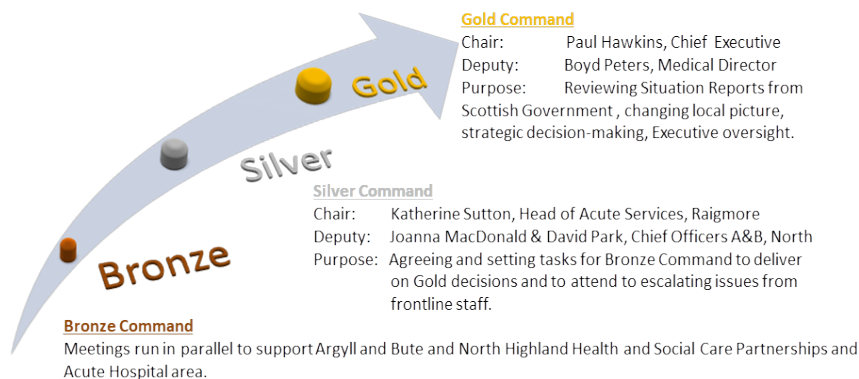 Gold Command
Chair: Paul Hawkins, Chief Executive
Deputy: Boyd Peters, Medical Director
Purpose: Reviewing Situation Reports from
Scottish Government , changing local picture,
strategic decision-making, Executive oversight.
Gold
Silver
Silver Command
Chair: Katherine Sutton, Head of Acute Services, Raigmore
Deputy: Joanna MacDonald & David Park, Chief Officers A&B, North
Purpose: Agreeing and setting tasks for Bronze Command to deliver
on Gold decisions and to attend to escalating issues from
frontline staff.
Bronze
Bronze Command
Meetings run in parallel to support Argyll and Bute and North Highland Health and Social Care Partnerships and
Acute Hospital area.